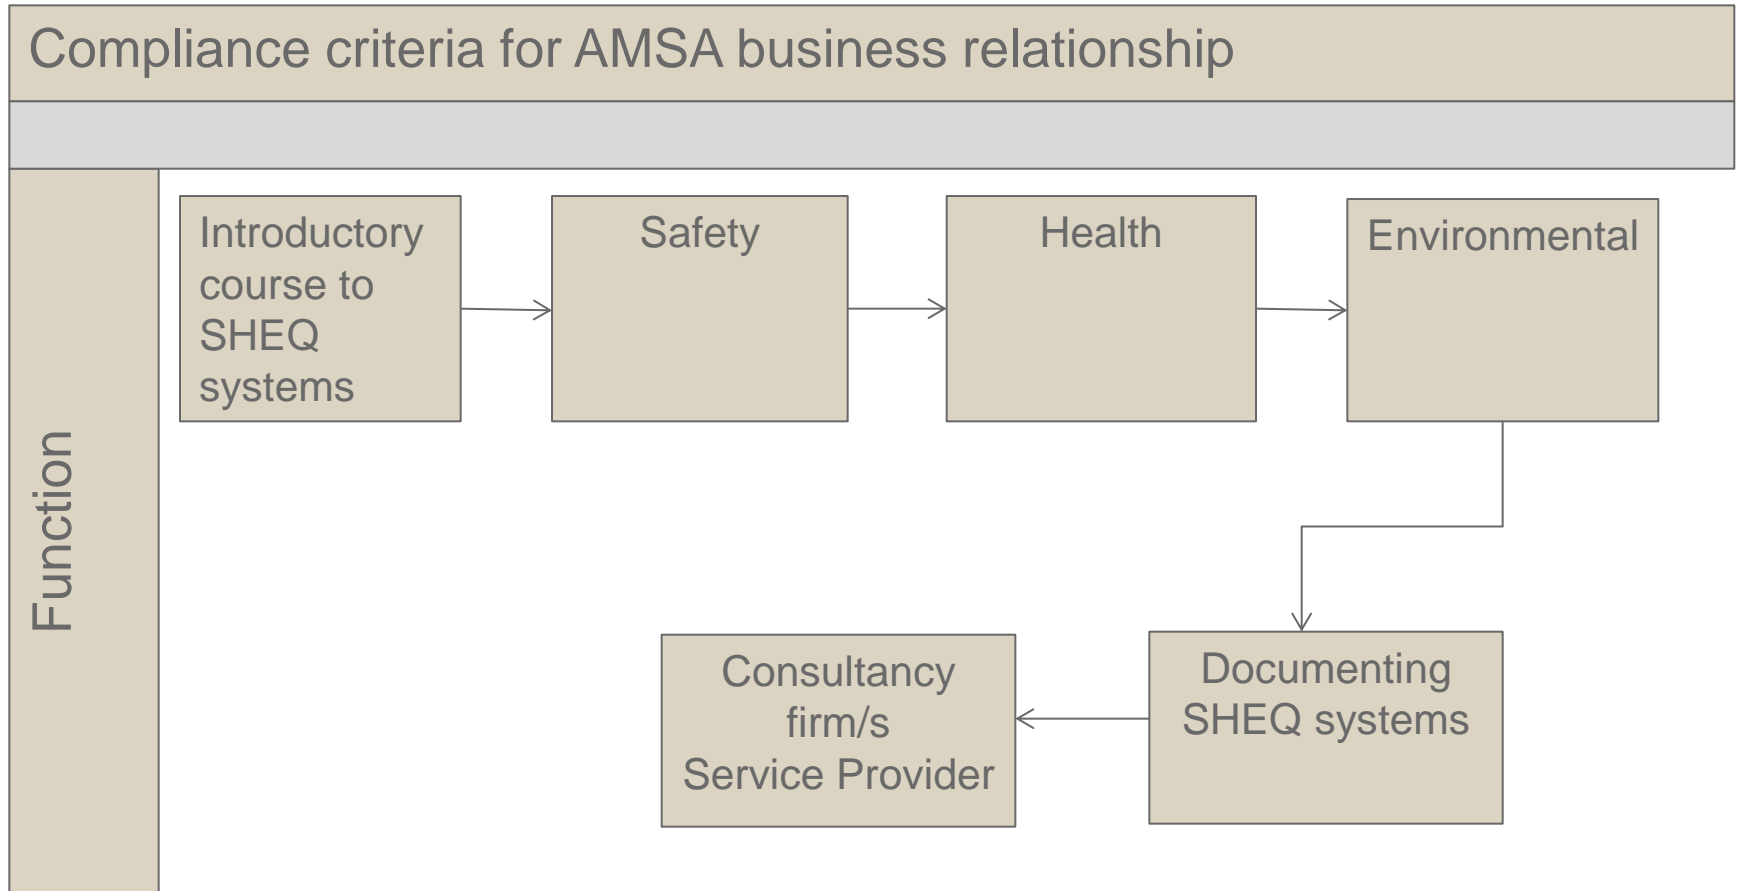 Compliance criteria for AMSA business relationship
Function
Introductory
course to
SHEQ
systems
Safety
Health
Environmental
Documenting
SHEQ systems
Consultancy
firm/s
Service Provider